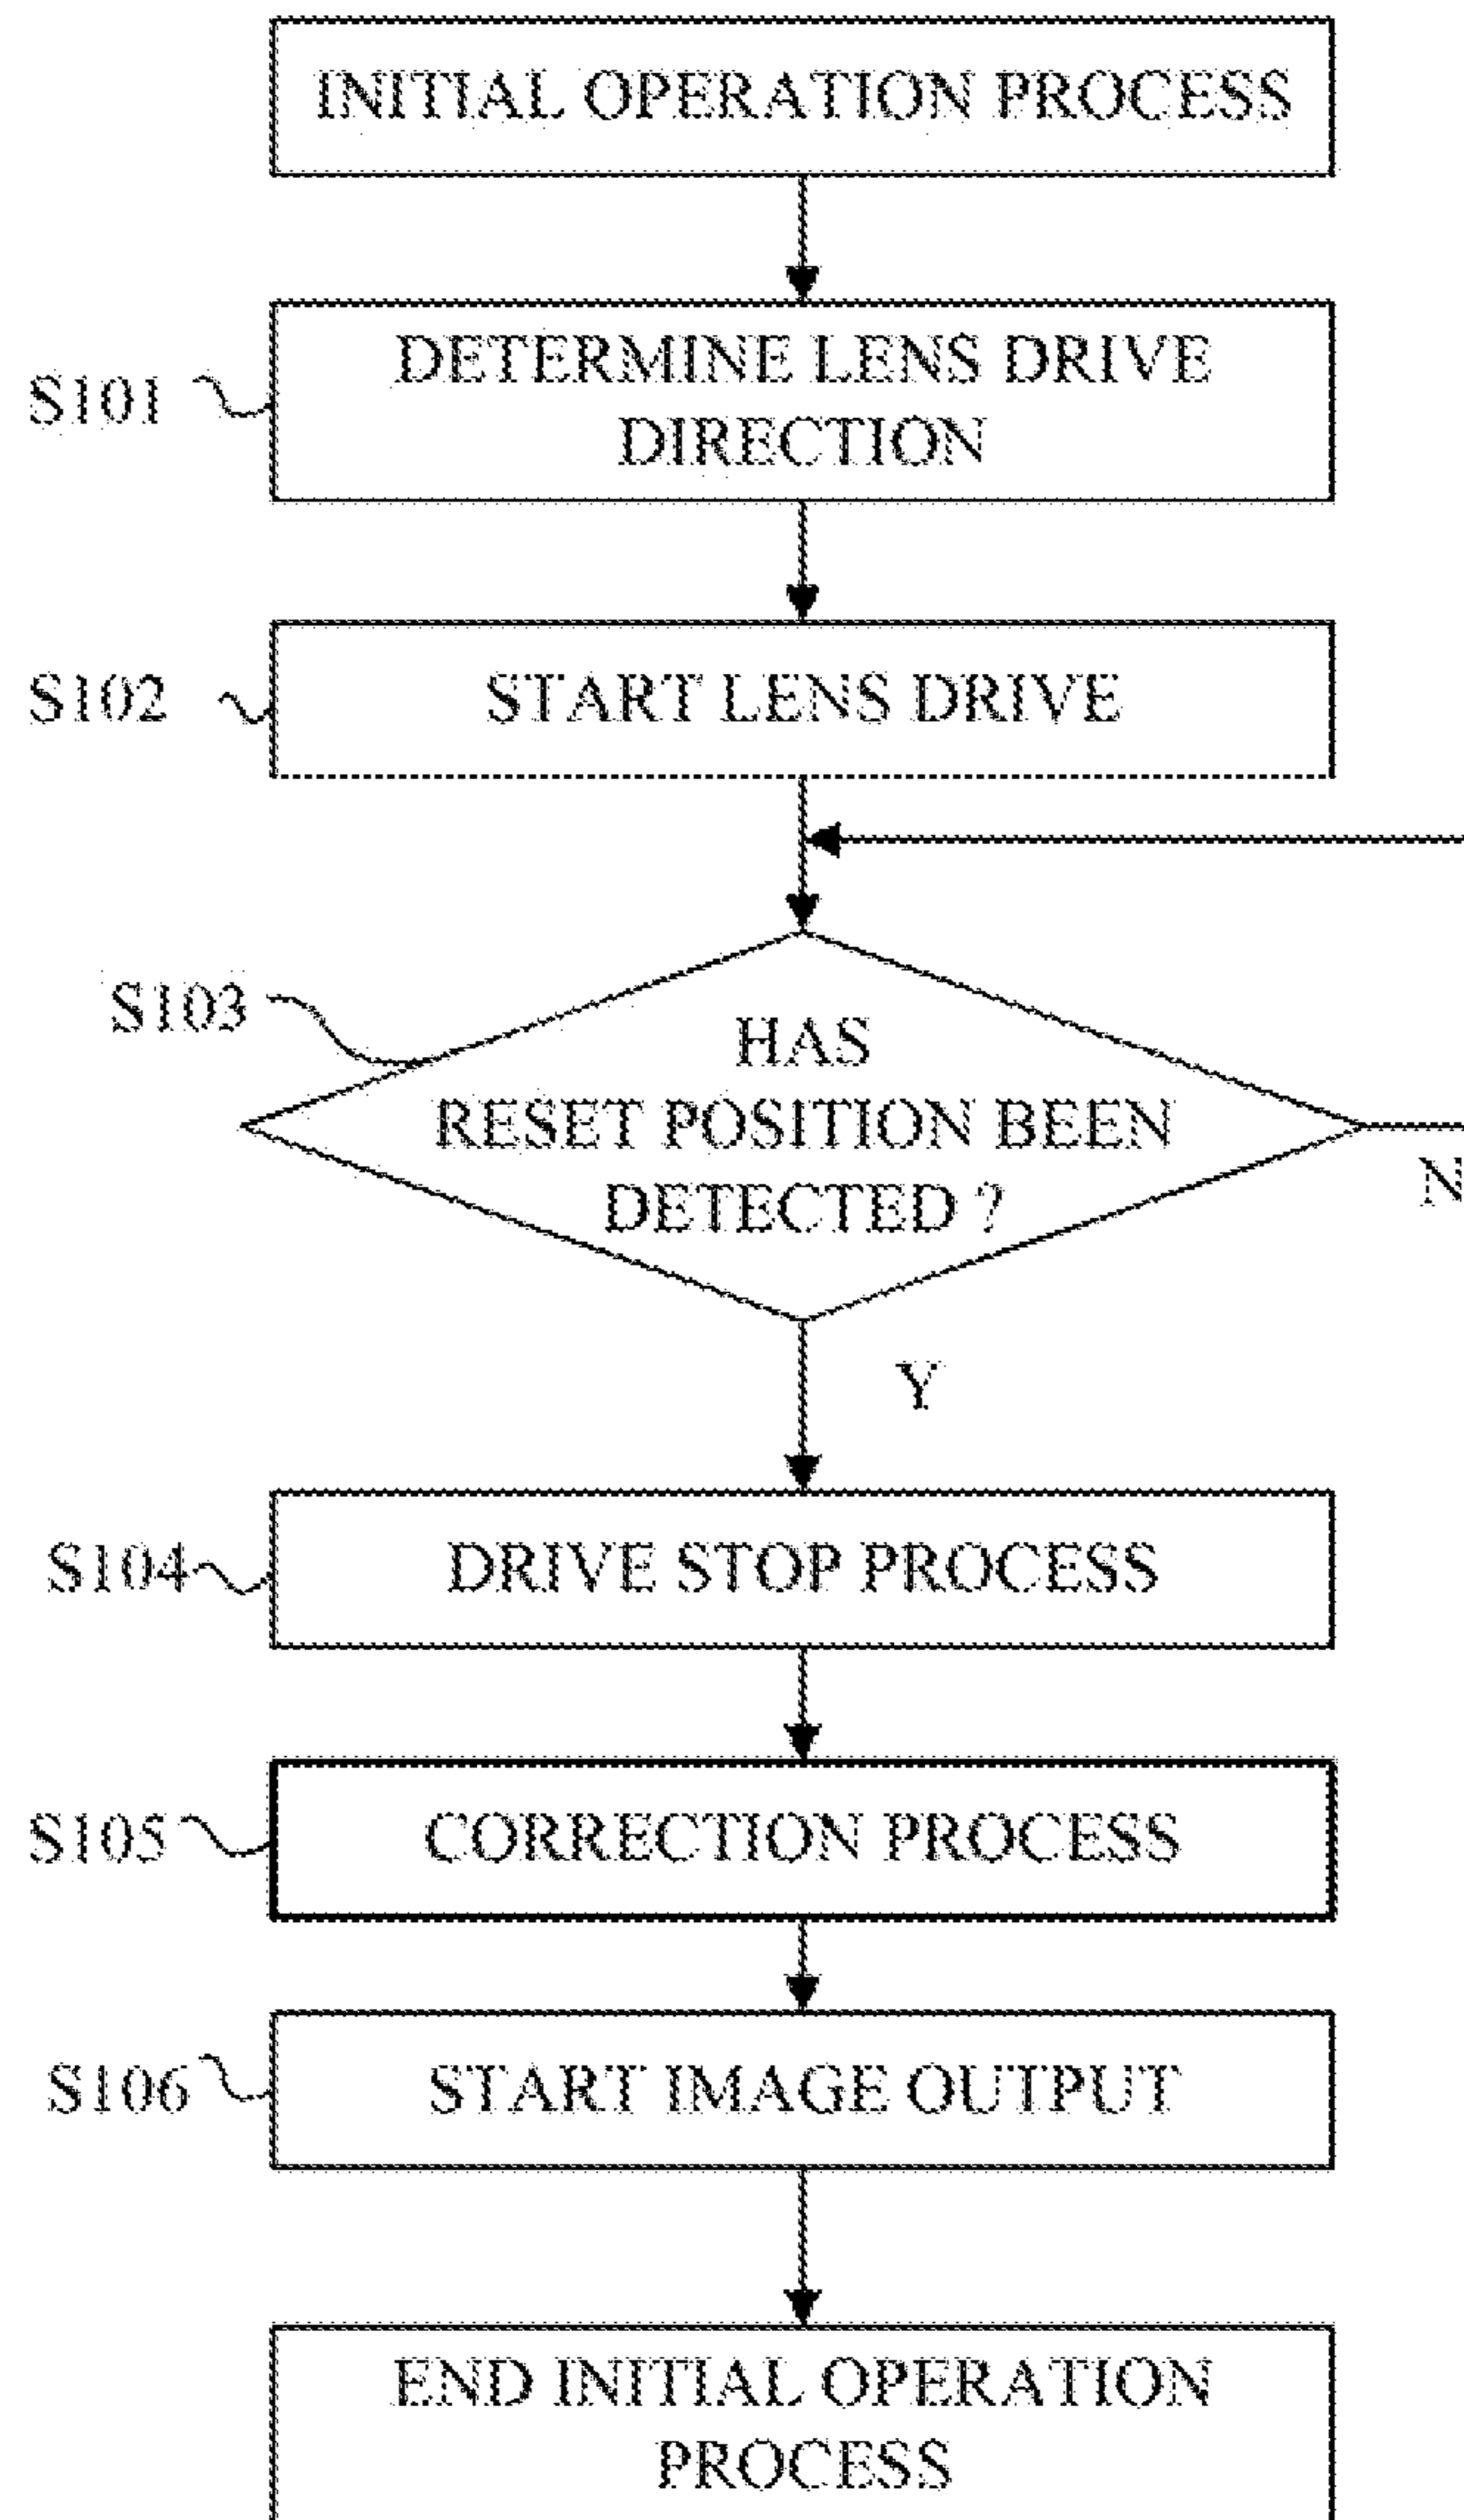 INITIAL OPERATION PROCESS
S101
DETERMINE LENS DRIVE
DIRECTION
S102
START LENS DRIVE
S103
HAS
RESET POSITION BEEN
DETECTED ?
N
Y
S104
DRIVE STOP PROCESS
S105
CORRECTION PROCESS
S106
START IMAGE OUTPUT
END INITIAL OPERATION
PROCESS